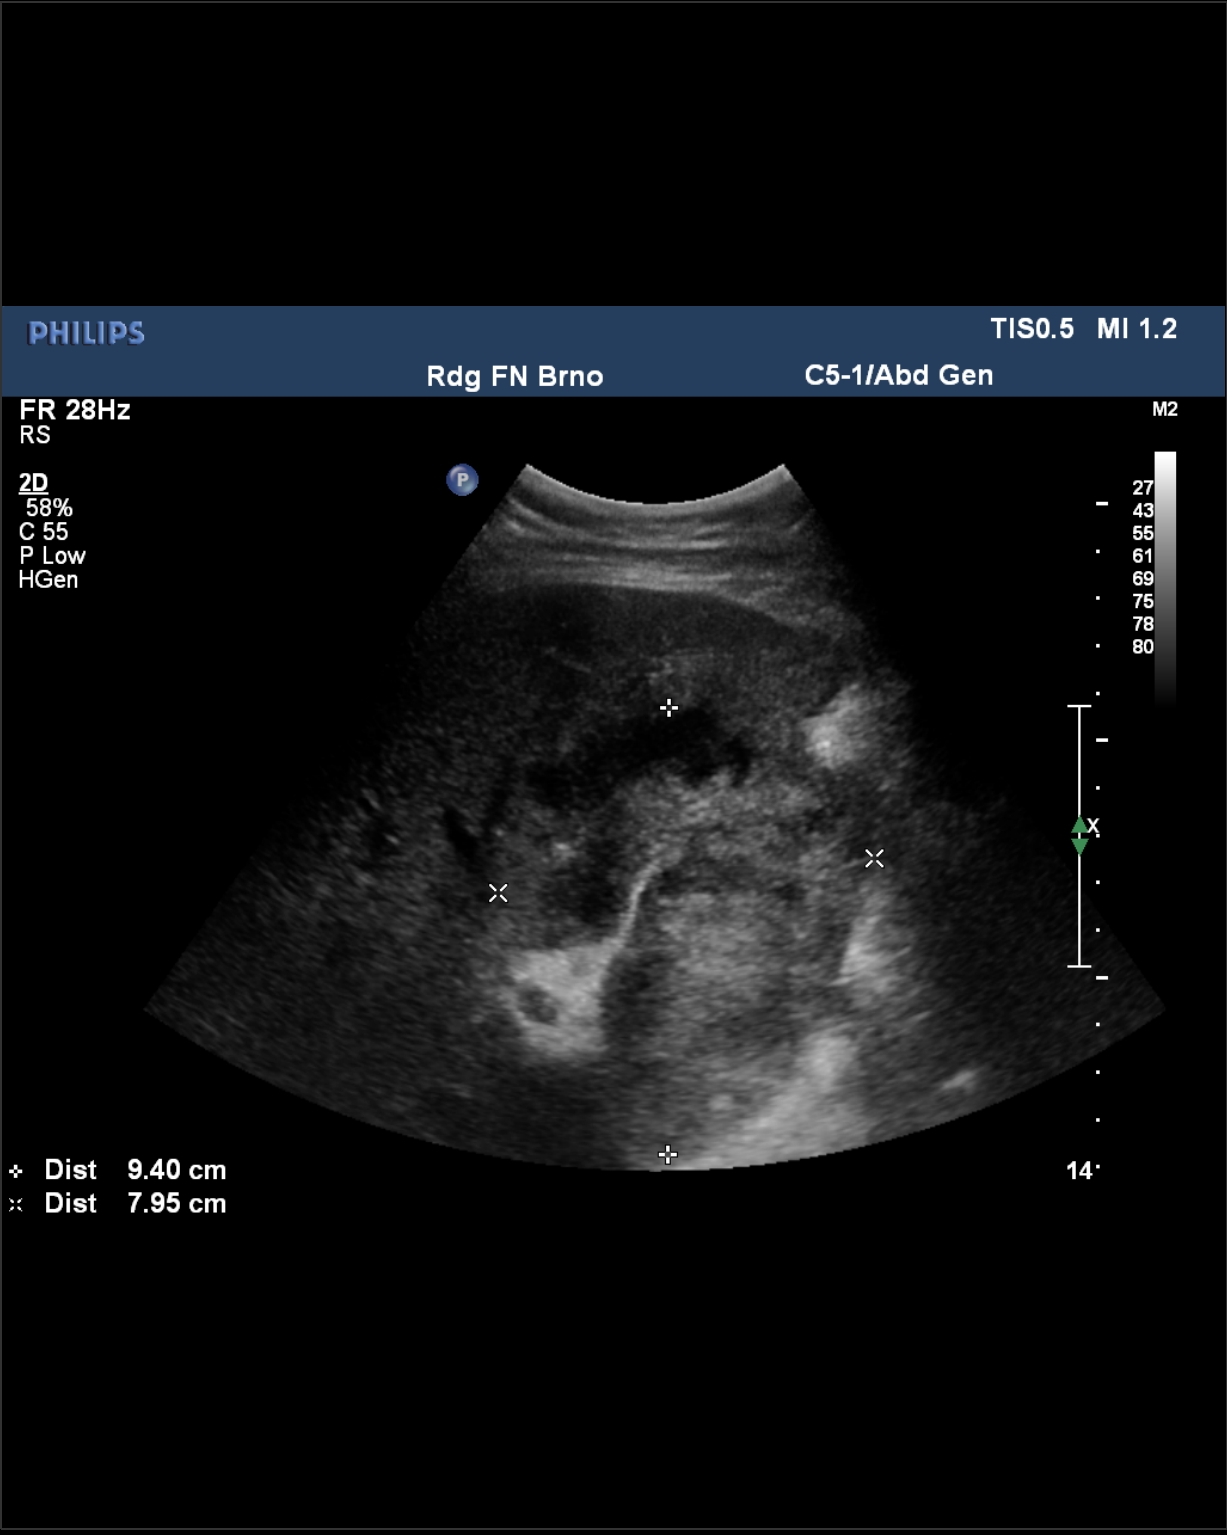 PHILIPS
TIS0.5 MI 1.2
Rdg FN Brno
C5-1/Abd Gen
FR 28Hz
RS
M2
P
2D
58%
C 55
P Low
HGen
27
43
55
61
69
75
78
80
X
14
Dist 9.40 cm
Dist 7.95 cm